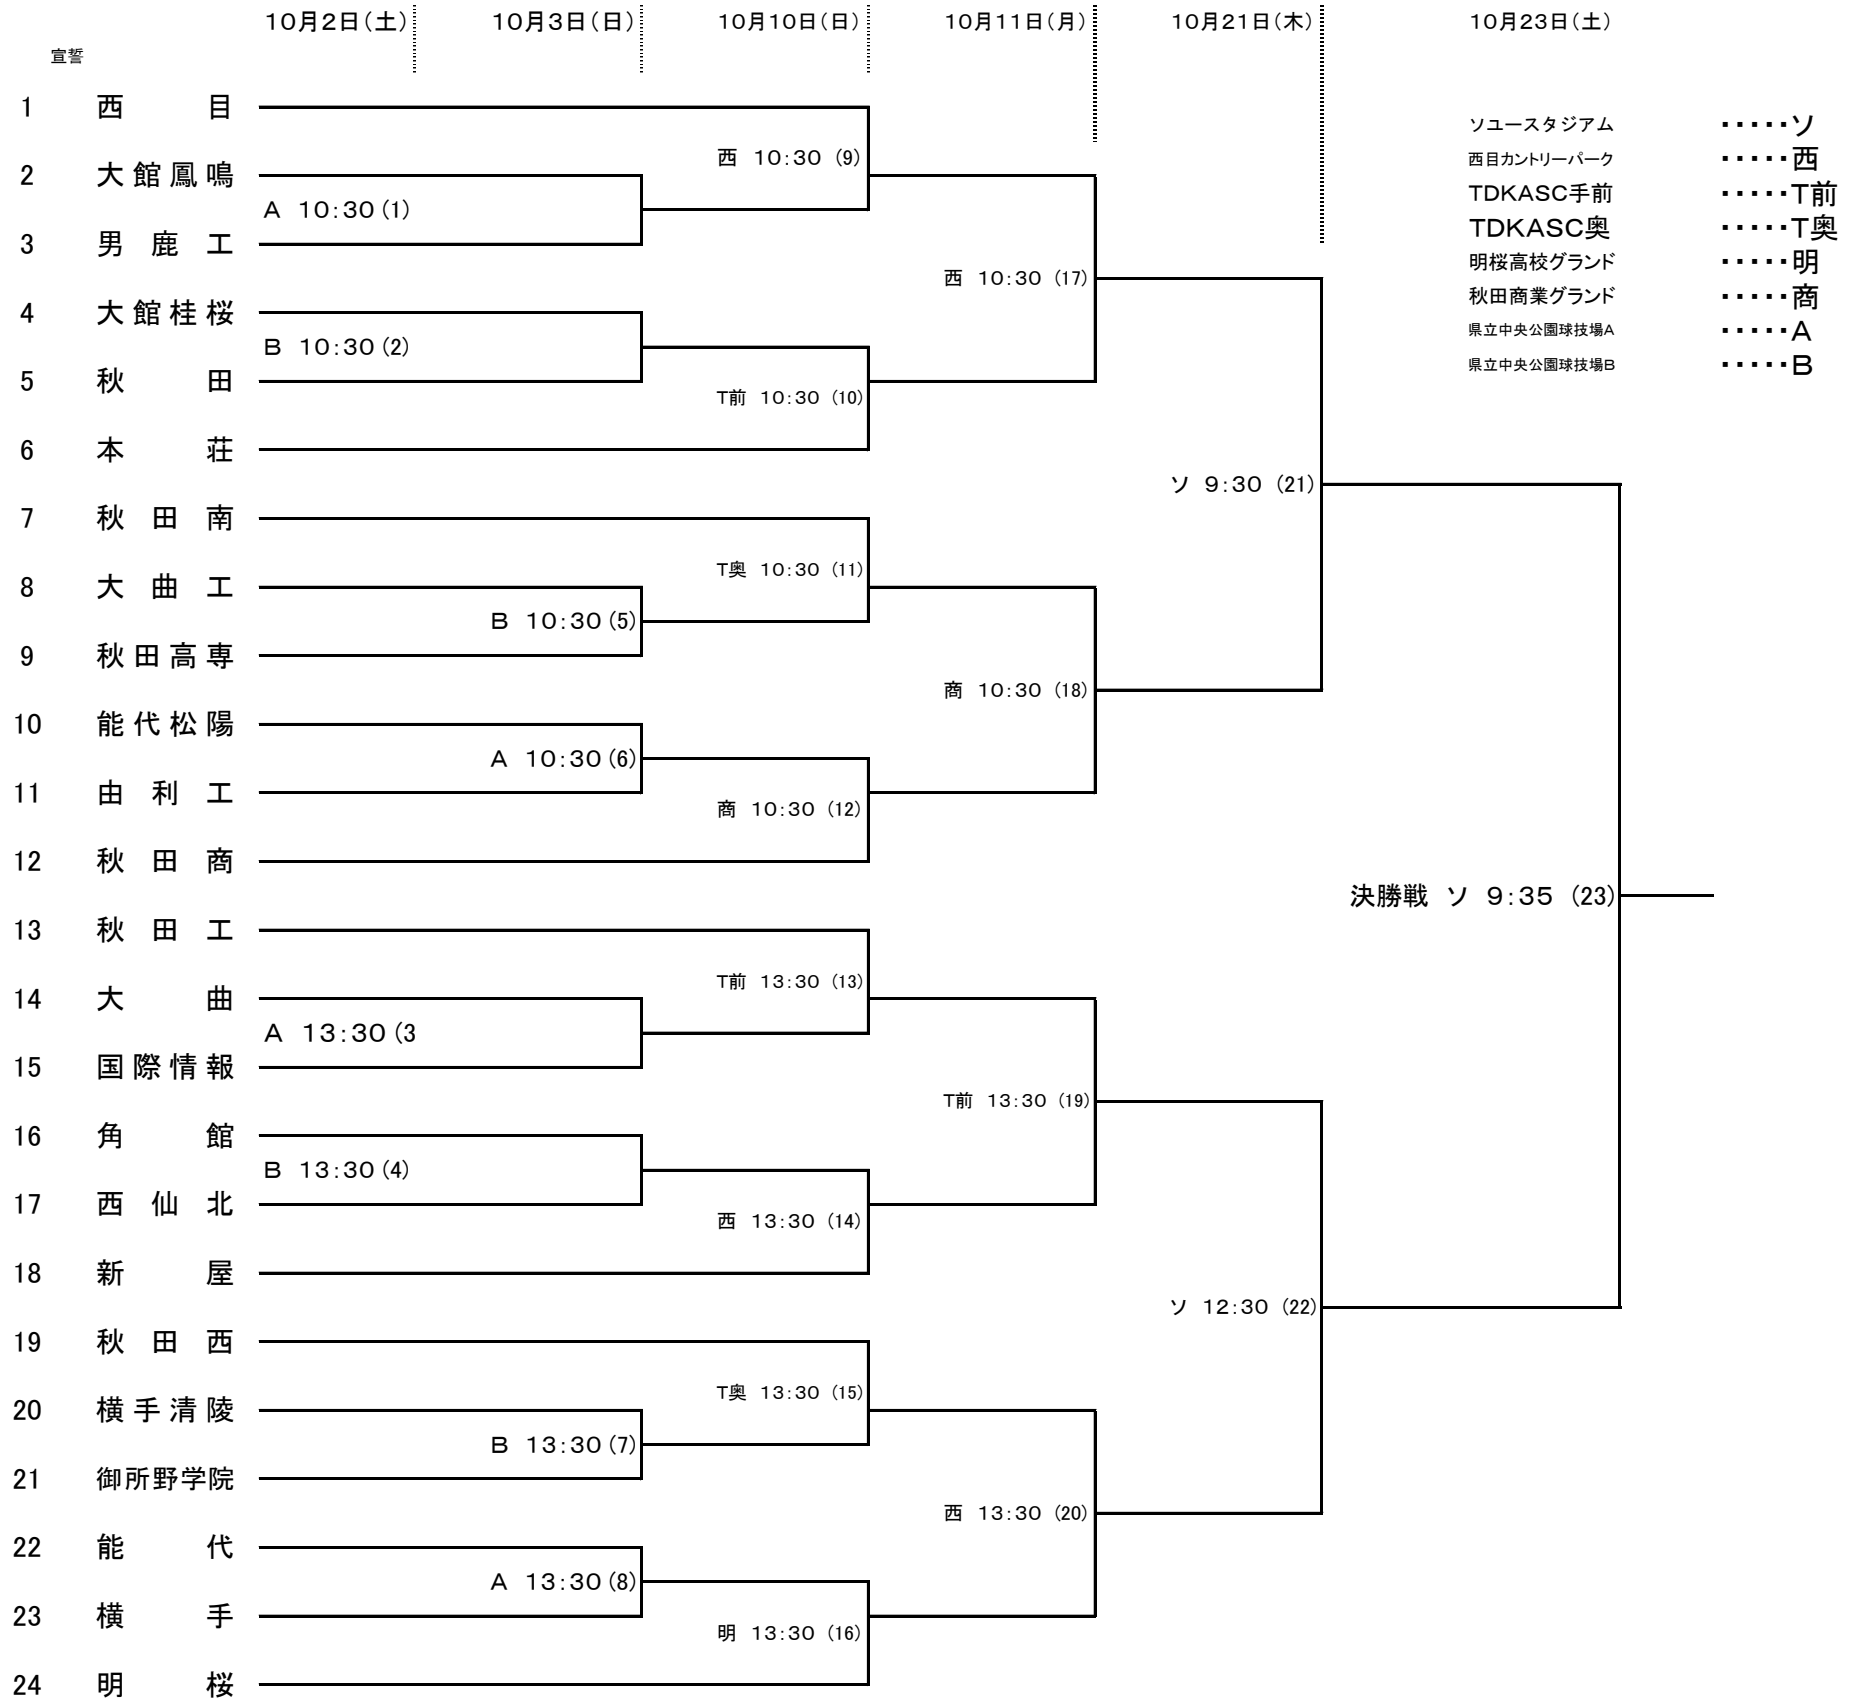 10月2日(土) 10月3日(日) 10月10日(日) 10月11日(月) 10月21日(木) 10月23日(土)
宣誓
1 西目
ソユースタジアム ・・・・・ソ
西 10:30 (9)
西目カントリーパーク ・・・・・西
2 大館鳳鳴
TDKASC手前 ・・・・・T前
A 10:30 (1)
TDKASC奥 ・・・・・T奥
3 男鹿工
明桜高校グランド ・・・・・明
西 10:30 (17)
秋田商業グランド ・・・・・商
4 大館桂桜
県立中央公園球技場A ・・・・・A
B 10:30 (2)
県立中央公園球技場B ・・・・・B
5 秋田
T前 10:30 (10)
6 本荘
ソ 9:30 (21)
7 秋田南
T奥 10:30 (11)
8 大曲工
B 10:30 (5)
9 秋田高専
商 10:30 (18)
10 能代松陽
A 10:30 (6)
11 由利工
商 10:30 (12)
12 秋田商
決勝戦 ソ 9:35 (23)
13 秋田工
T前 13:30 (13)
14 大曲
A 13:30 (3
15 国際情報
T前 13:30 (19)
16 角館
B 13:30 (4)
17 西仙北
西 13:30 (14)
18 新屋
ソ 12:30 (22)
19 秋田西
T奥 13:30 (15)
20 横手清陵
B 13:30 (7)
21 御所野学院
西 13:30 (20)
22 能代
A 13:30 (8)
23 横手
明 13:30 (16)
24 明桜